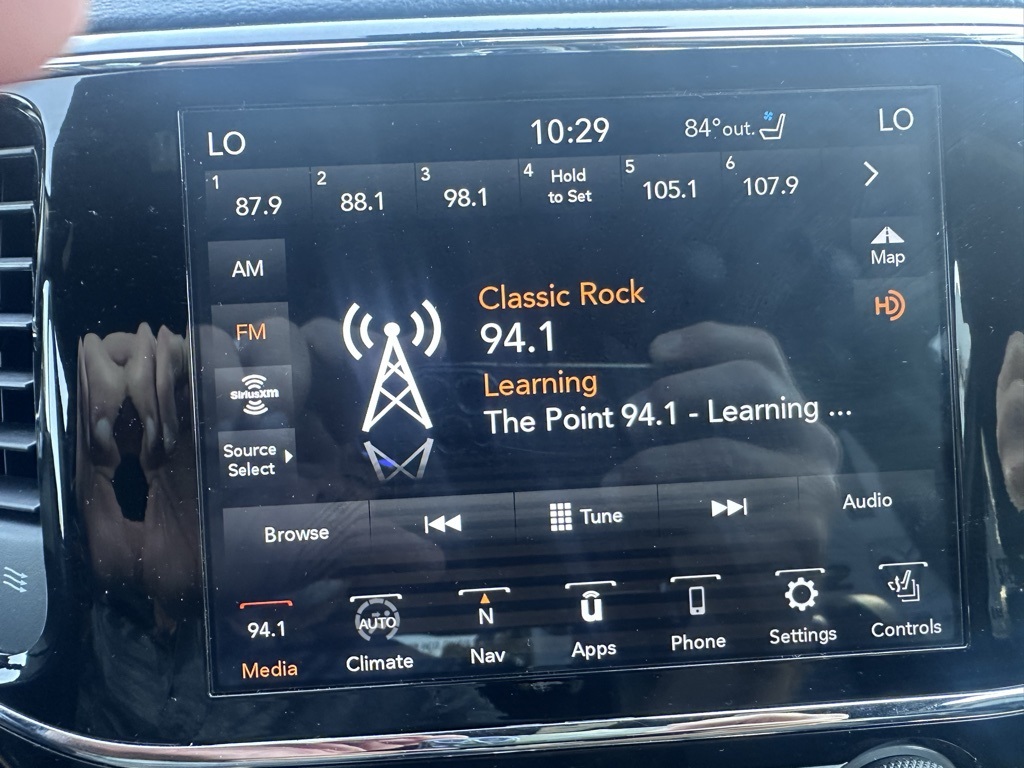 LO
10:29
84° out.
LO
1
87.9
2
88.1
3
98.1
4
Hold
to Set
5
105.1
6
107.9
AM
FM
SiriusXM
Source
Select
Classic Rock
94.1
Learning
The Point 94.1 - Learning ...
Map
HD
Browse
Tune
Audio
94.1
Media
AUTO
Climate
N
Nav
u
Apps
Phone
Settings
Controls